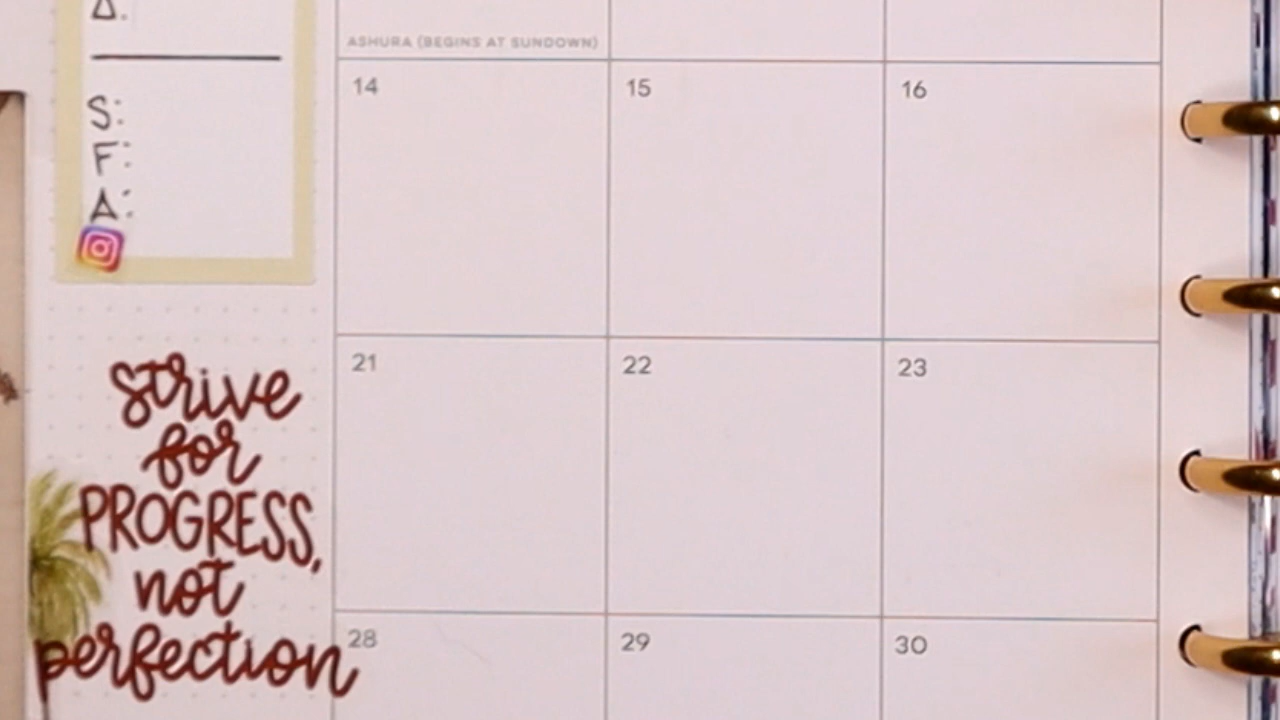 ASHURA (BEGINS AT SUNDOWN)
14
15
16
S:
F:
A:
21
22
23
strive
for
PROGRESS,
not
perfection
28
29
30